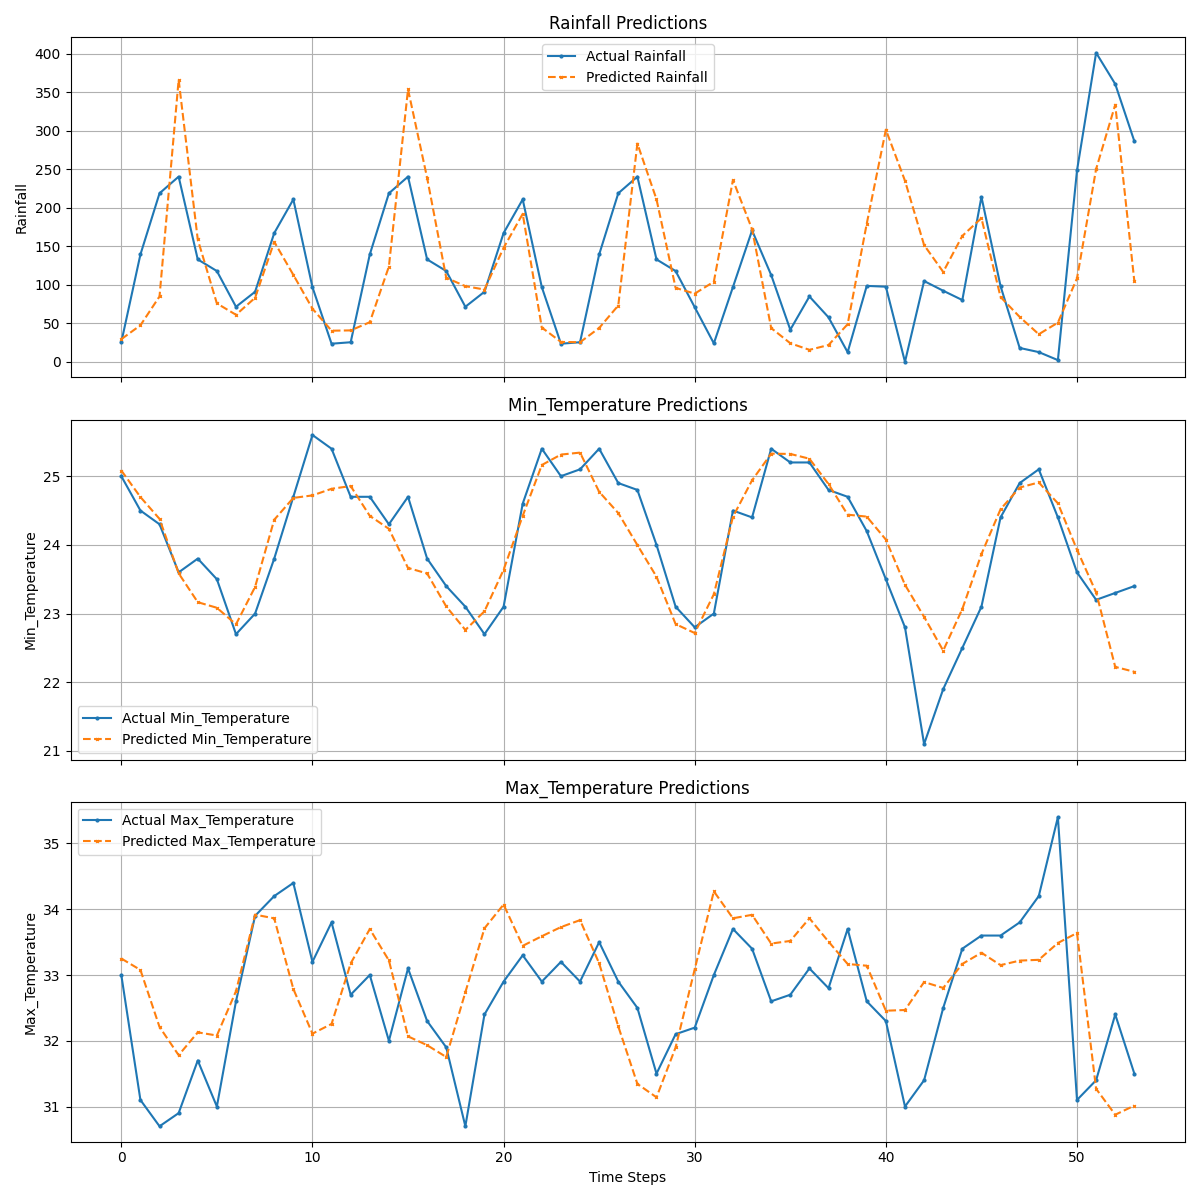 Rainfall Predictions
Actual Rainfall
Predicted Rainfall
400
350
300
250
200
150
100
50
0
Rainfall
Min_Temperature Predictions
25
24
23
22
21
Min_Temperature
Actual Min_Temperature
Predicted Min_Temperature
Max_Temperature Predictions
Actual Max_Temperature
Predicted Max_Temperature
35
34
33
32
31
Max_Temperature
0 10 20 30 40 50
Time Steps